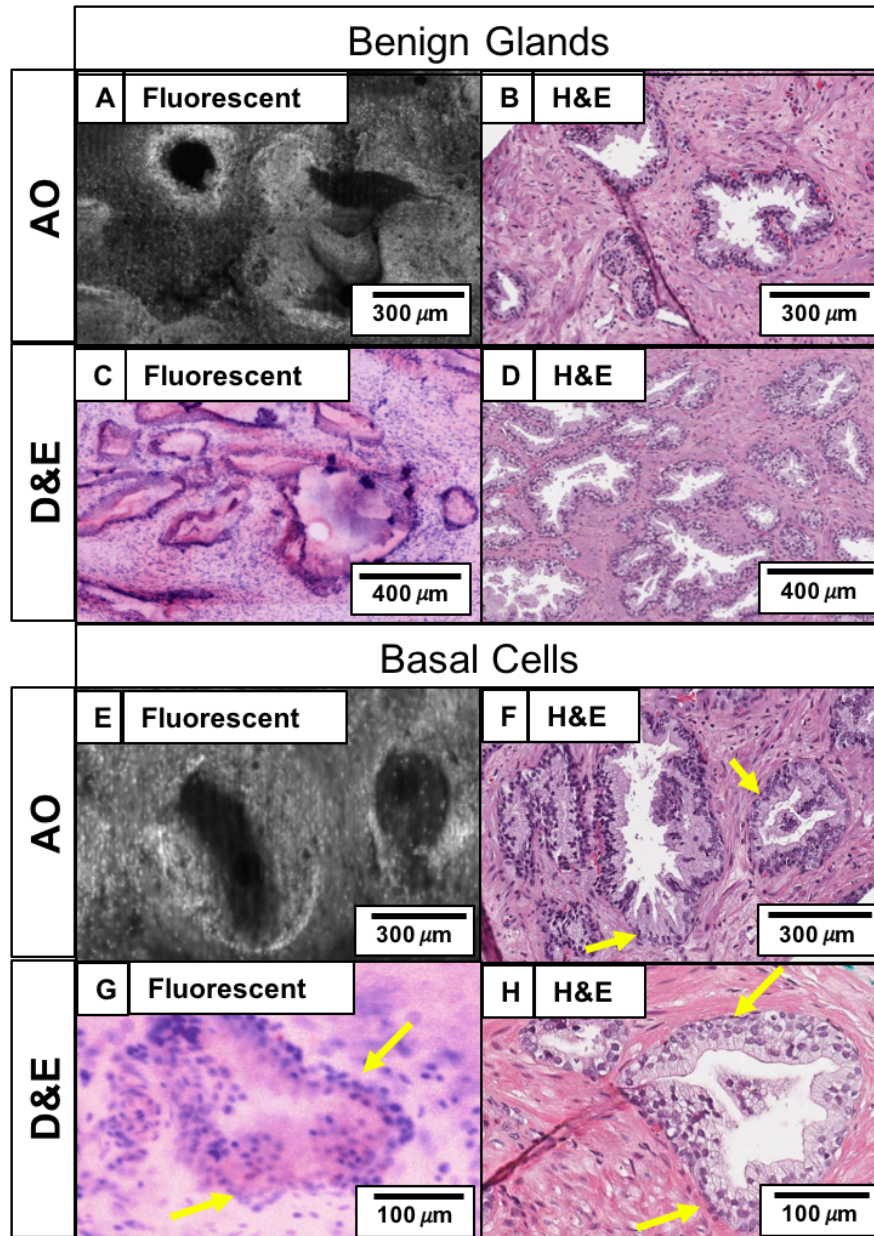 Benign Glands
AO
A Fluorescent
300 μm
B H&E
300 μm
D&E
C Fluorescent
400 μm
D H&E
400 μm
Basal Cells
AO
E Fluorescent
300 μm
F H&E
300 μm
D&E
G Fluorescent
100 μm
H H&E
100 μm